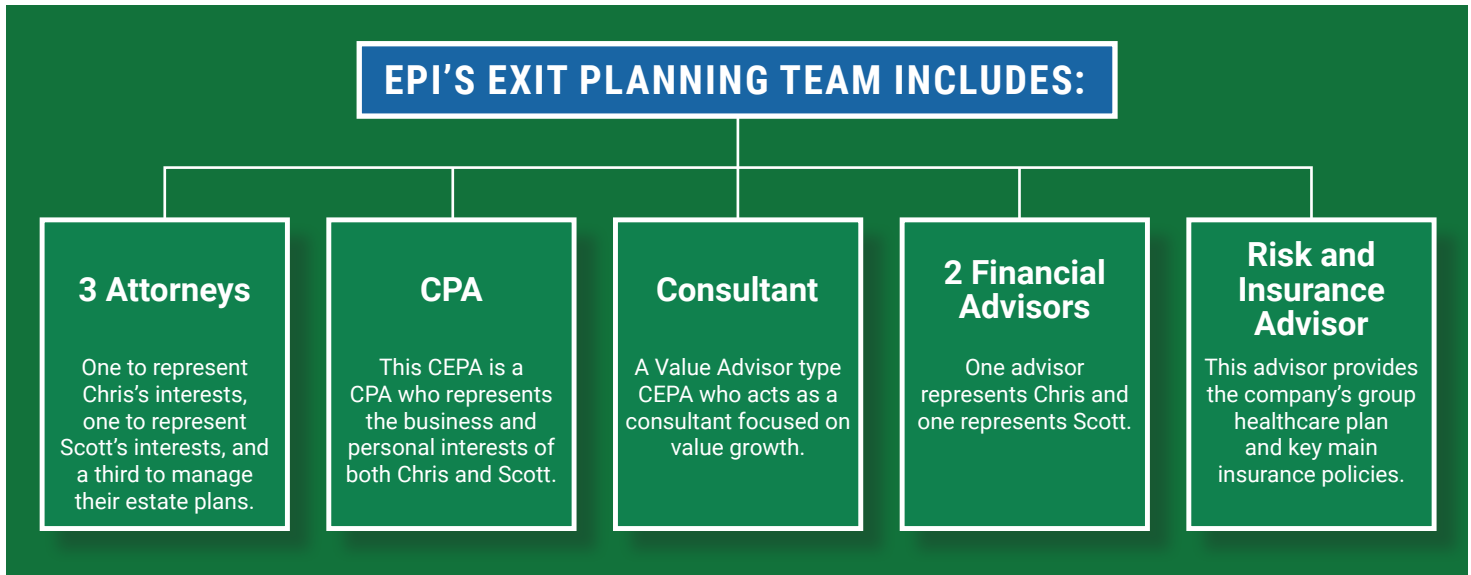 EPI’S EXIT PLANNING TEAM INCLUDES:
3 Attorneys
One to represent
Chris’s interests,
one to represent
Scott’s interests, and
a third to manage
their estate plans.
CPA
This CEPA is a
CPA who represents
the business and
personal interests of
both Chris and Scott.
Consultant
A Value Advisor type
CEPA who acts as a
consultant focused on
value growth.
2 Financial
Advisors
One advisor
represents Chris and
one represents Scott.
Risk and
Insurance
Advisor
This advisor provides
the company’s group
healthcare plan
and key main
insurance policies.